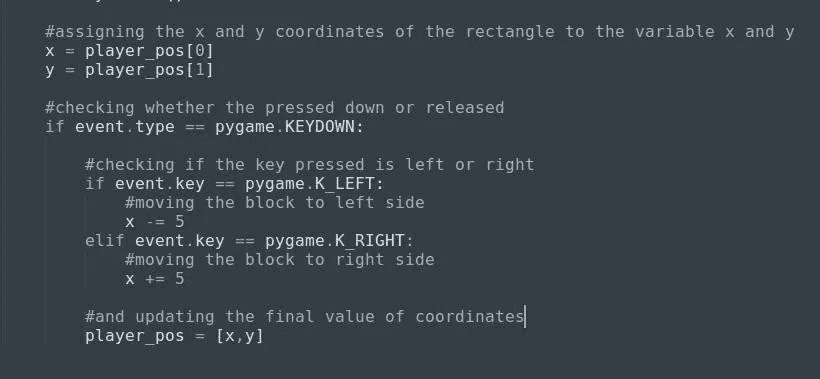 #assigning the x and y coordinates of the rectangle to the variable x and y
x = player_pos[0]
y = player_pos[1]
#checking whether the pressed down or released
if event.type == pygame.KEYDOWN:
#checking if the key pressed is left or right
if event.key == pygame.K_LEFT:
#moving the block to left side
x -= 5
elif event.key == pygame.K_RIGHT:
#moving the block to right side
x += 5
#and updating the final value of coordinates
player_pos = [x,y]